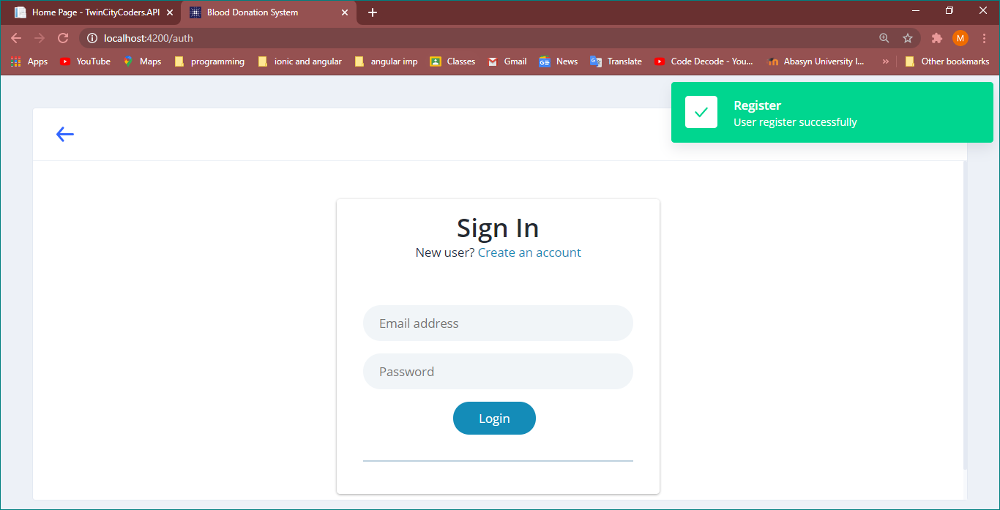 Home Page - TwinCityCoders.API
Blood Donation System
localhost:4200/auth
M
Apps
YouTube
Maps
programming
ionic and angular
angular imp
Classes
Gmail
GE
News
G
Translate
Code Decode - You...
Abasyn University I...
»
Other bookmarks
Register
User register successfully
Sign In
New user? Create an account
Email address
Password
Login